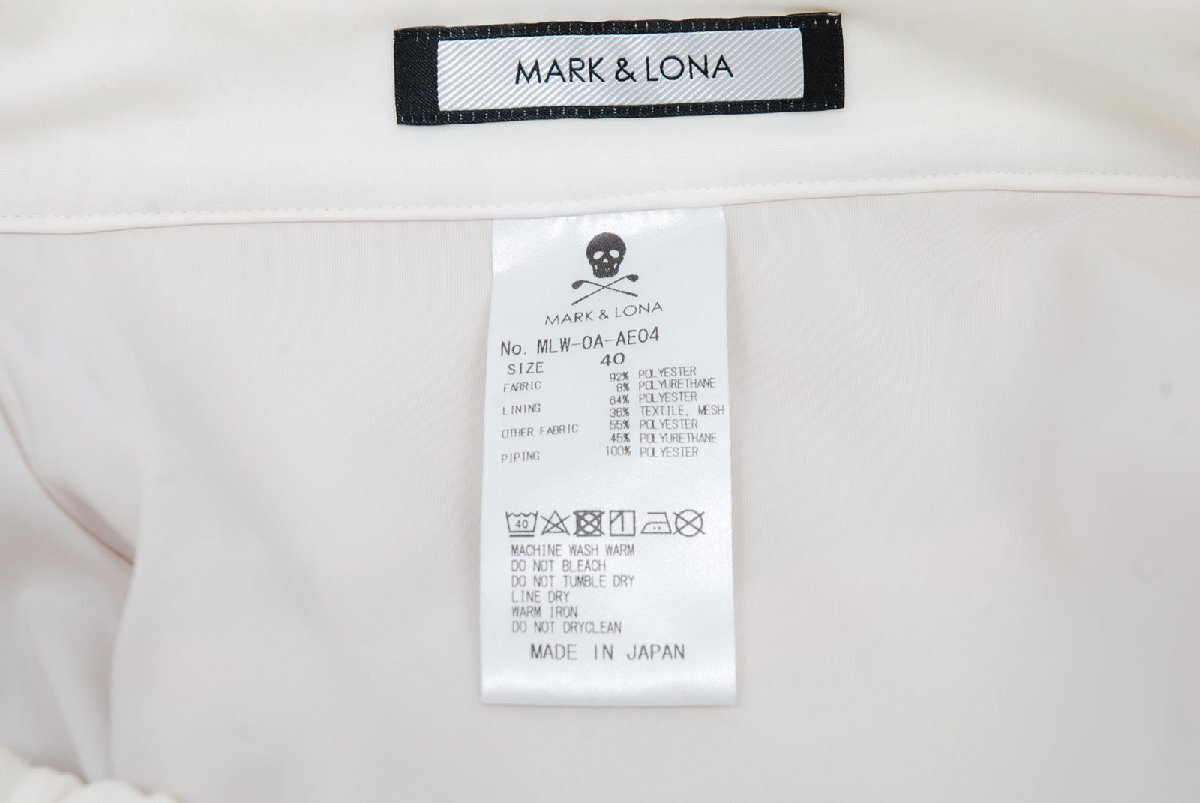 MARK & LONA
MARK & LONA
No. MLW-0A-AE04
SIZE 40
FABRIC 92% POLYESTER
8% POLYURETHANE
LINING 64% POLYESTER
36% TEXTILE, MESH
OTHER FABRIC 55% POLYESTER
45% POLYURETHANE
PIPING 100% POLYESTER
40
MACHINE WASH WARM
DO NOT BLEACH
DO NOT TUMBLE DRY
LINE DRY
WARM IRON
DO NOT DRYCLEAN
MADE IN JAPAN